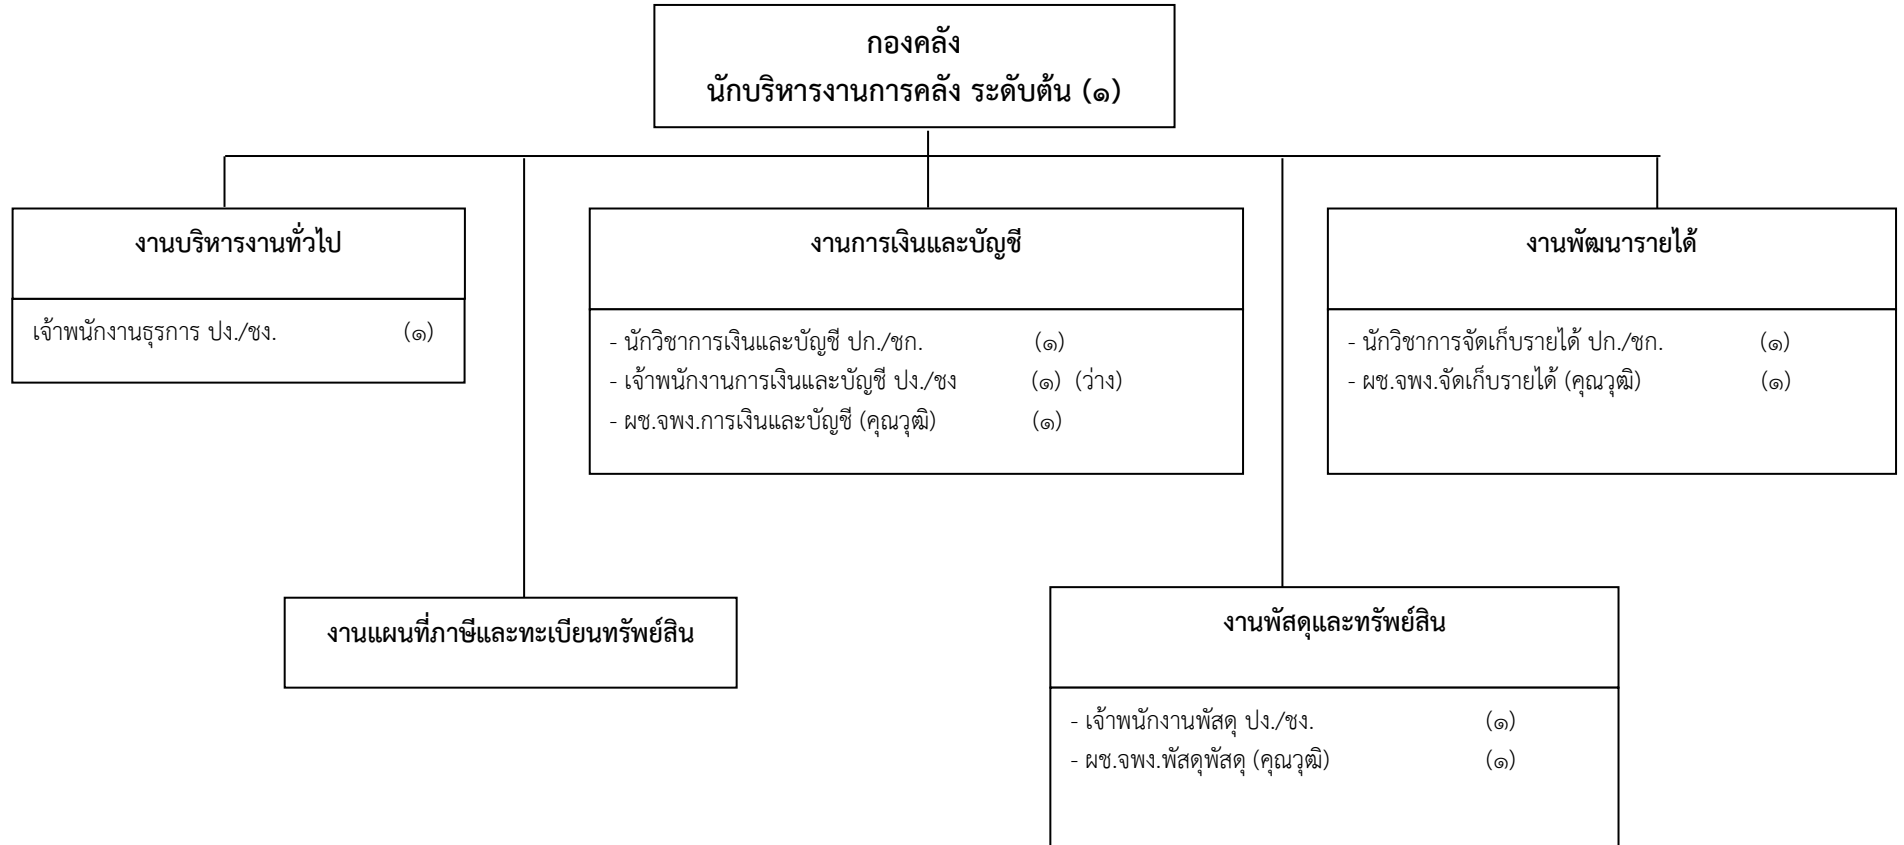 กองคลัง
นักบริหารงานการคลัง ระดับต้น (๑)
งานบริหารงานทั่วไป
เจ้าพนักงานธุรการ ปง./ชง. (๑)
งานการเงินและบัญชี
- นักวิชาการเงินและบัญชี ปก./ชก. (๑)
- เจ้าพนักงานการเงินและบัญชี ปง./ชง (๑) (ว่าง)
- ผช.จพง.การเงินและบัญชี (คุณวุฒิ) (๑)
งานพัฒนารายได้
- นักวิชาการจัดเก็บรายได้ ปก./ชก. (๑)
- ผช.จพง.จัดเก็บรายได้ (คุณวุฒิ) (๑)
งานแผนที่ภาษีและทะเบียนทรัพย์สิน
งานพัสดุและทรัพย์สิน
- เจ้าพนักงานพัสดุ ปง./ชง. (๑)
- ผช.จพง.พัสดุพัสดุ (คุณวุฒิ) (๑)